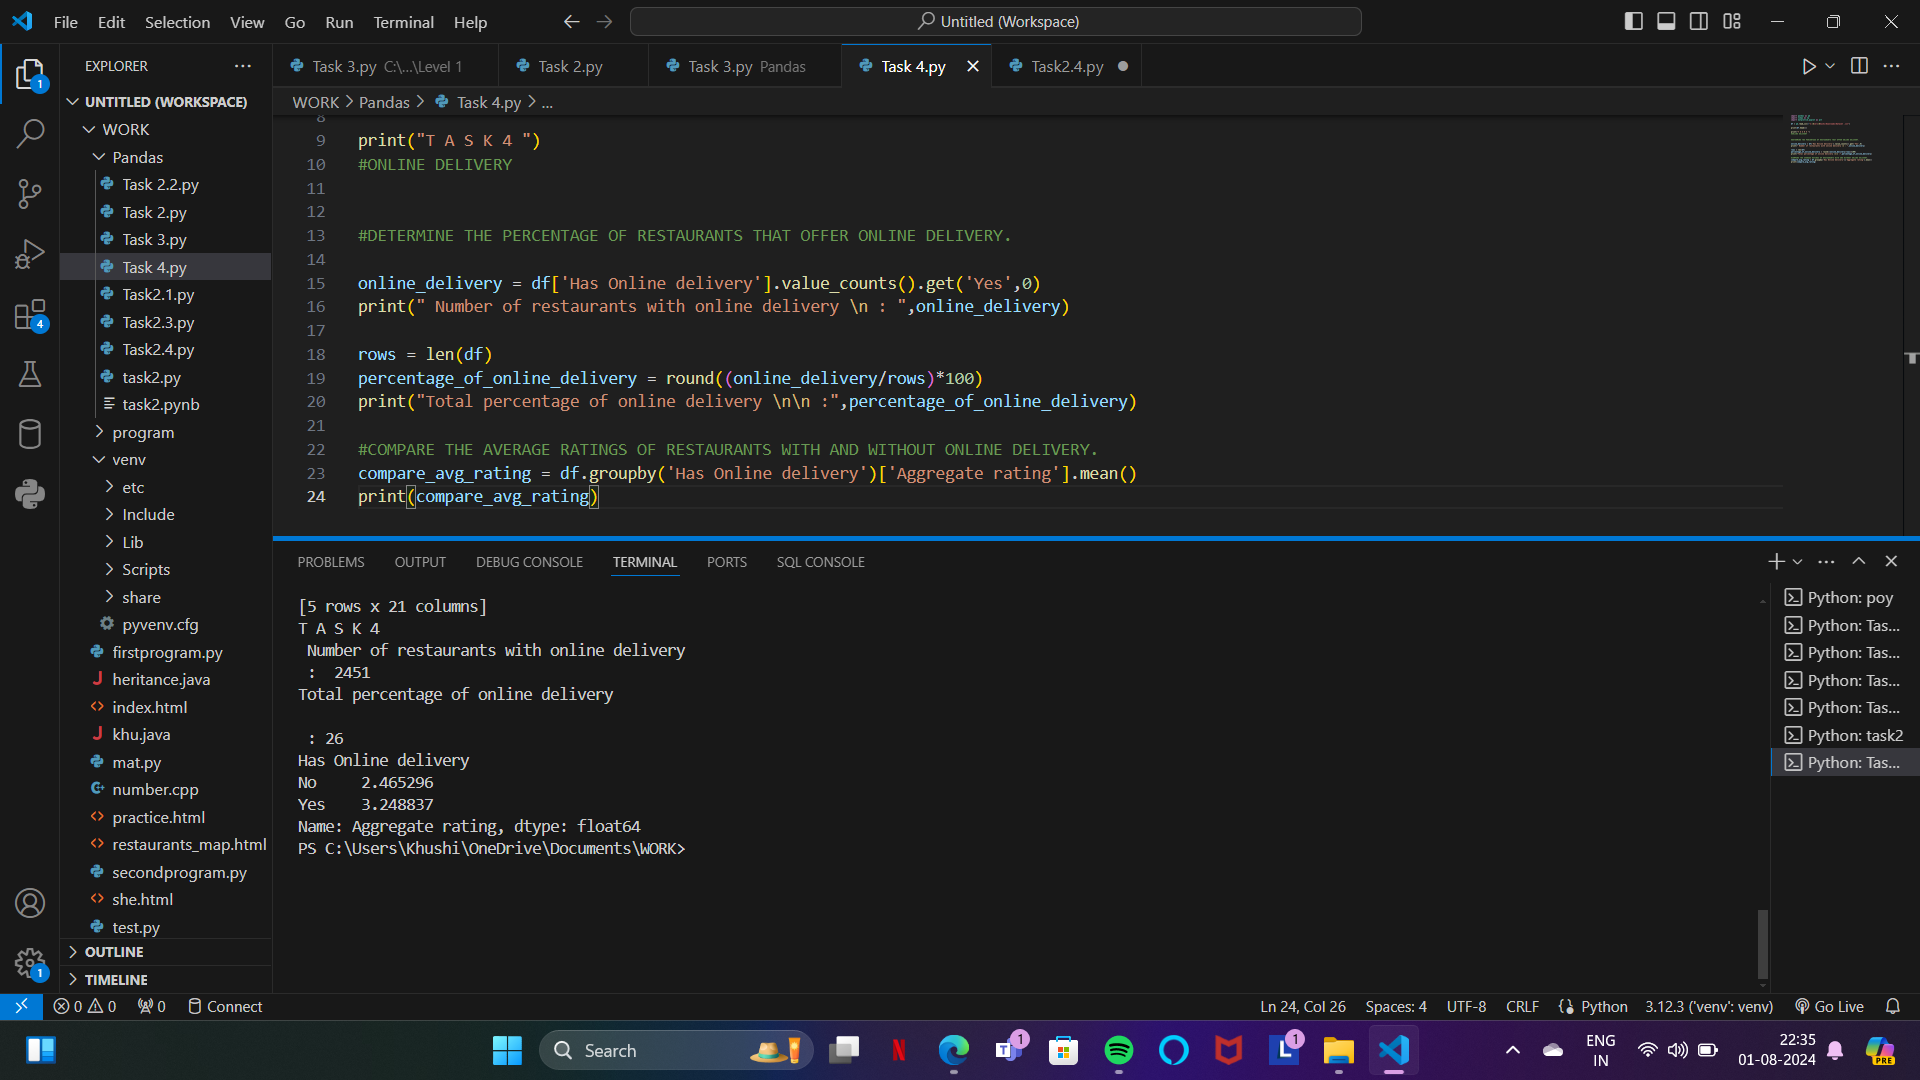 File Edit Selection View Go Run Terminal Help
Untitled (Workspace)
EXPLORER
Task 3.py C:\...\Level 1
Task 2.py
Task 3.py Pandas
Task 4.py
Task2.4.py
UNTITLED (WORKSPACE)
WORK > Pandas > Task 4.py > ...
WORK
Pandas
Task 2.2.py
Task 2.py
Task 3.py
Task 4.py
Task2.1.py
Task2.3.py
Task2.4.py
task2.py
task2.pynb
program
venv
etc
Include
Lib
Scripts
share
pyvenv.cfg
firstprogram.py
heritance.java
index.html
khu.java
mat.py
number.cpp
practice.html
restaurants_map.html
secondprogram.py
she.html
test.py
OUTLINE
TIMELINE
1
4
1
8
9 print("T A S K 4 ")
10 #ONLINE DELIVERY
11
12
13 #DETERMINE THE PERCENTAGE OF RESTAURANTS THAT OFFER ONLINE DELIVERY.
14
15 online_delivery = df['Has Online delivery'].value_counts().get('Yes',0)
16 print(" Number of restaurants with online delivery \n : ",online_delivery)
17
18 rows = len(df)
19 percentage_of_online_delivery = round((online_delivery/rows)*100)
20 print("Total percentage of online delivery \n\n :",percentage_of_online_delivery)
21
22 #COMPARE THE AVERAGE RATINGS OF RESTAURANTS WITH AND WITHOUT ONLINE DELIVERY.
23 compare_avg_rating = df.groupby('Has Online delivery')['Aggregate rating'].mean()
24 print(compare_avg_rating)
PROBLEMS OUTPUT DEBUG CONSOLE TERMINAL PORTS SQL CONSOLE
[5 rows x 21 columns]
T A S K 4
Number of restaurants with online delivery
: 2451
Total percentage of online delivery

: 26
Has Online delivery
No 2.465296
Yes 3.248837
Name: Aggregate rating, dtype: float64
PS C:\Users\Khushi\OneDrive\Documents\WORK>
Python: poy
Python: Tas...
Python: Tas...
Python: Tas...
Python: Tas...
Python: task2
Python: Tas...
0 0 0 Connect
Ln 24, Col 26 Spaces: 4 UTF-8 CRLF Python 3.12.3 ('venv': venv) Go Live
Search
1
1
ENG
IN
22:35
01-08-2024
PRE